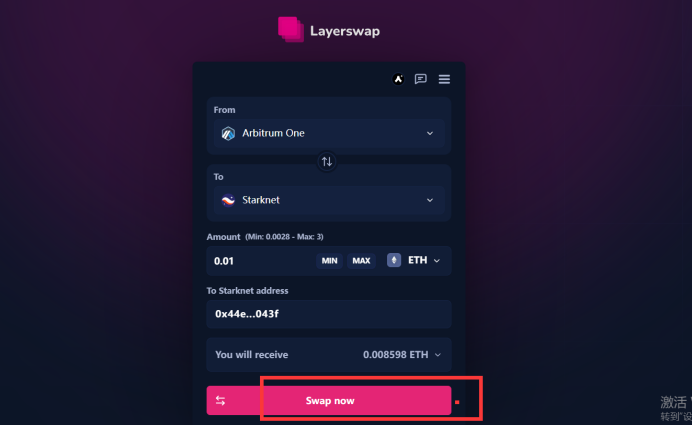 Layerswap
From
Arbitrum One
To
Starknet
Amount (Min: 0.0028 - Max: 3)
0.01 MIN MAX ETH
To Starknet address
0x44e...043f
You will receive 0.008598 ETH
Swap now
激活
转到"设